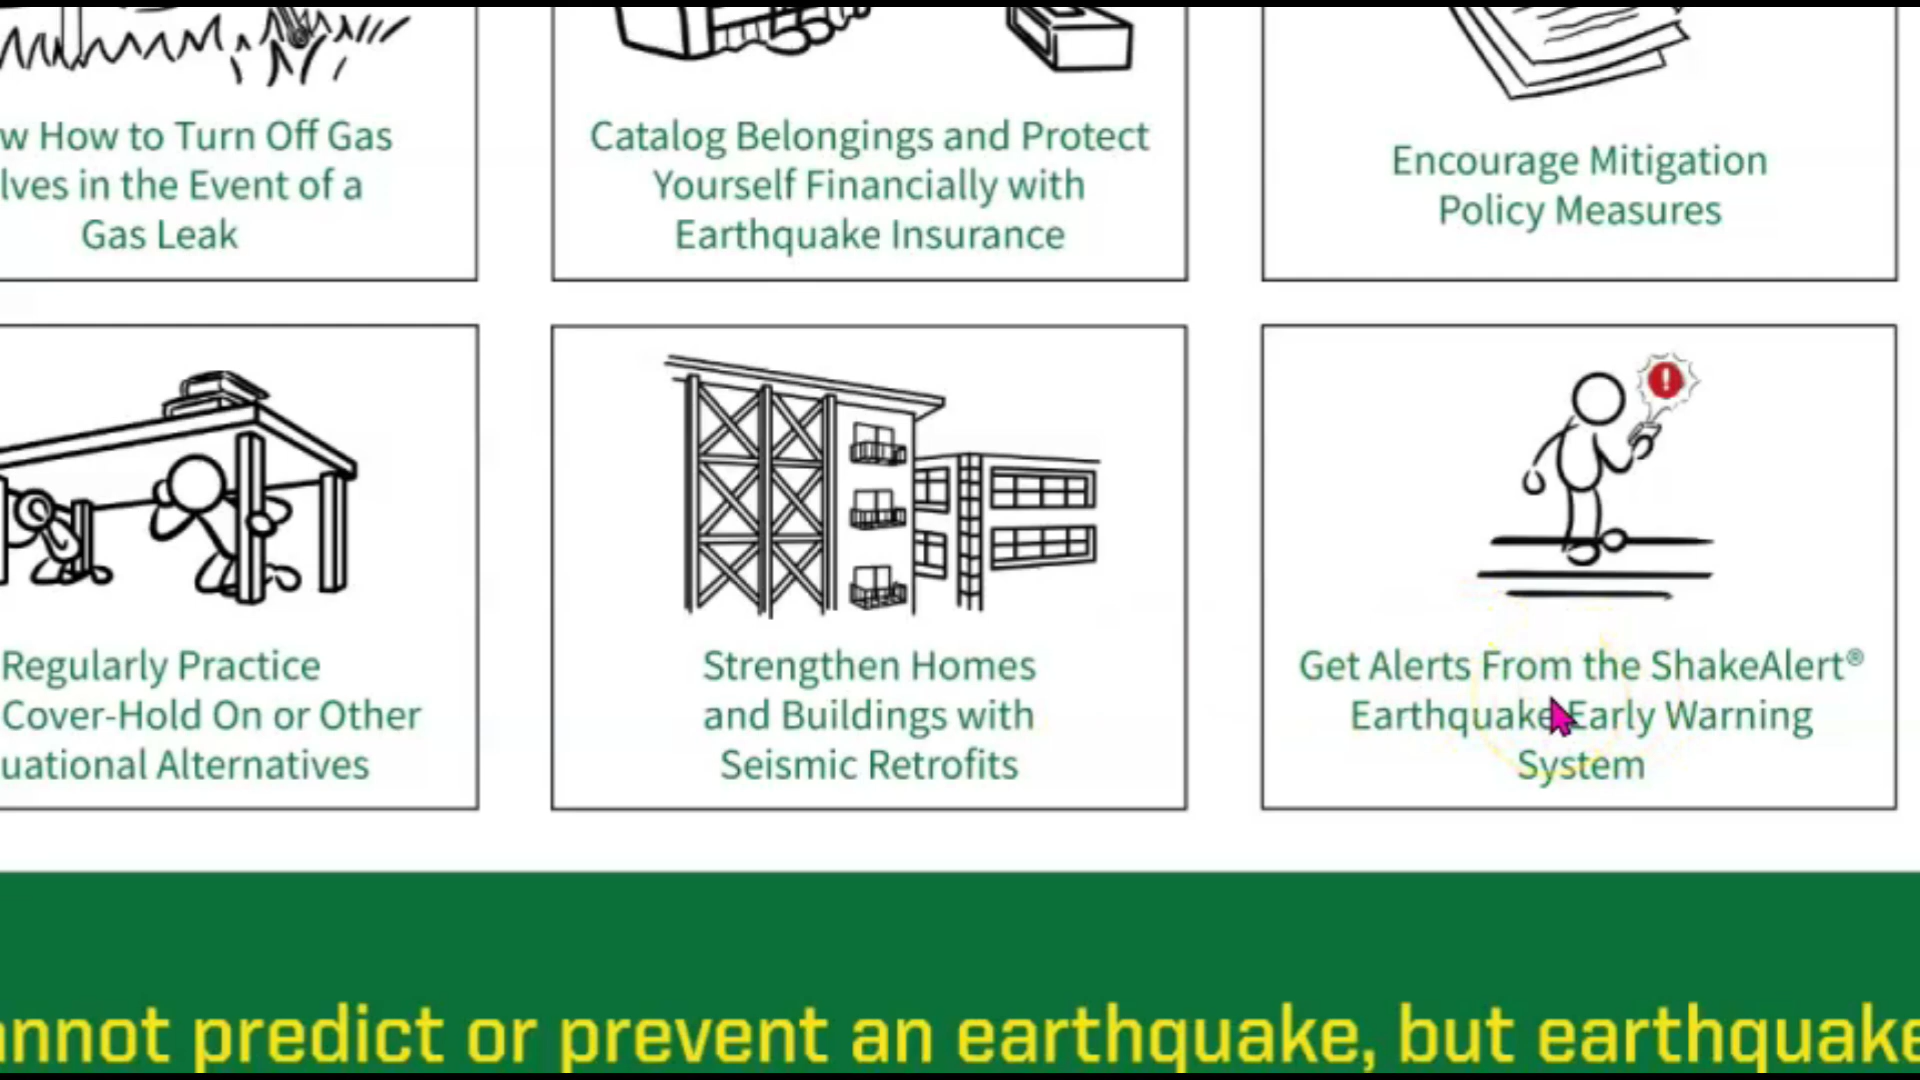 w How to Turn Off Gas
lves in the Event of a
Gas Leak
Catalog Belongings and Protect
Yourself Financially with
Earthquake Insurance
Encourage Mitigation
Policy Measures
Regularly Practice
Cover-Hold On or Other
uational Alternatives
Strengthen Homes
and Buildings with
Seismic Retrofits
Get Alerts From the ShakeAlert®
Earthquake Early Warning
System
annot predict or prevent an earthquake, but earthquake